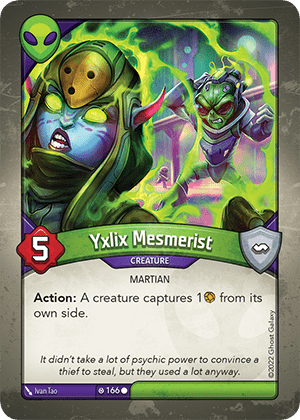 Yxlix Mesmerist
CREATURE
5
MARTIAN
Action: A creature captures 1 from its
own side.
It didn't take a lot of psychic power to convince a
thief to steal, but they used a lot anyway.
Ivan Tao
166
©2022 Ghost Galaxy